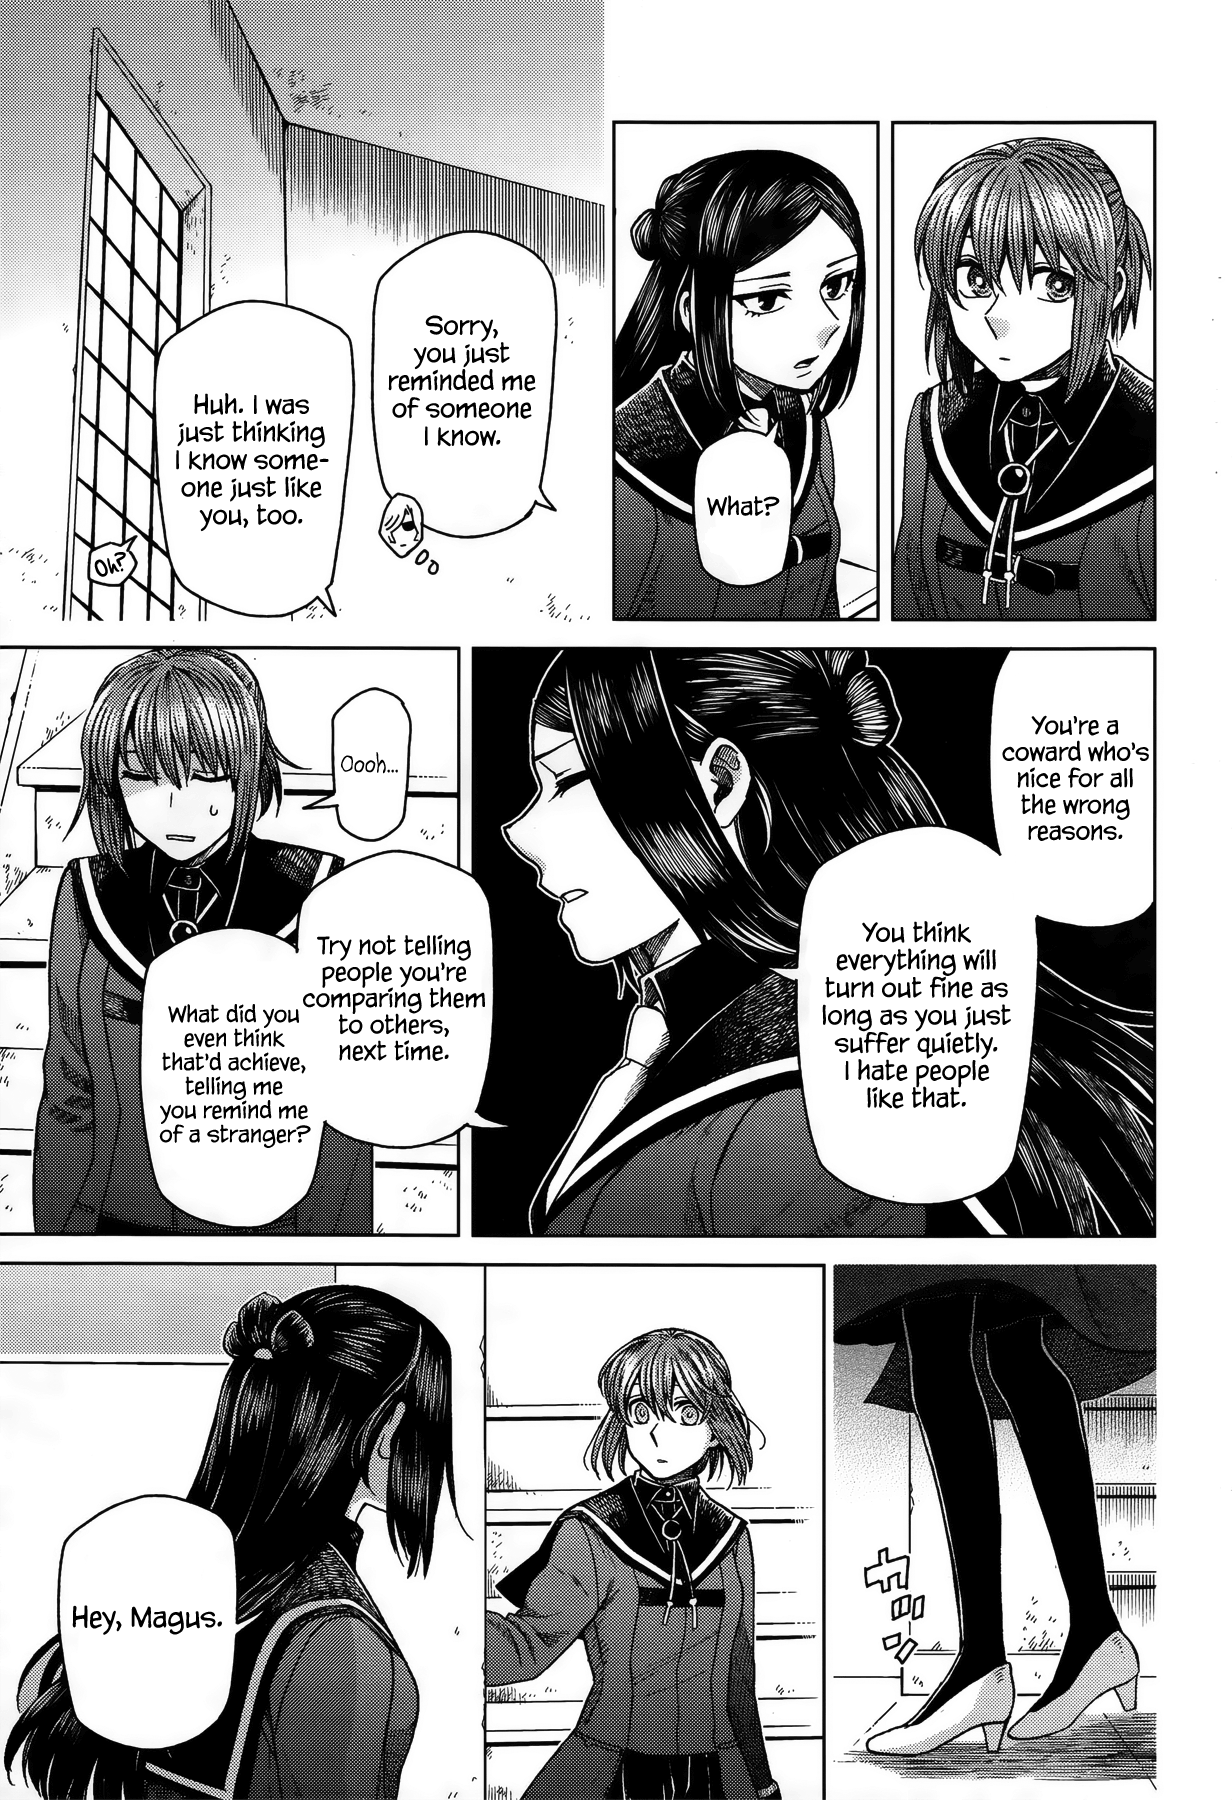 What?
Sorry,
you just
reminded me
of someone
I know.
Huh. I was
just thinking
I know some-
one just like
you, too.
Oh?
You're a
coward who's
nice for all
the wrong
reasons.
You think
everything will
turn out fine as
long as you just
suffer quietly.
I hate people
like that.
Oooh...
Try not telling
people you're
comparing them
to others,
next time.
What did you
even think
that'd achieve,
telling me
you remind me
of a stranger?
カツッ
Hey, Magus.